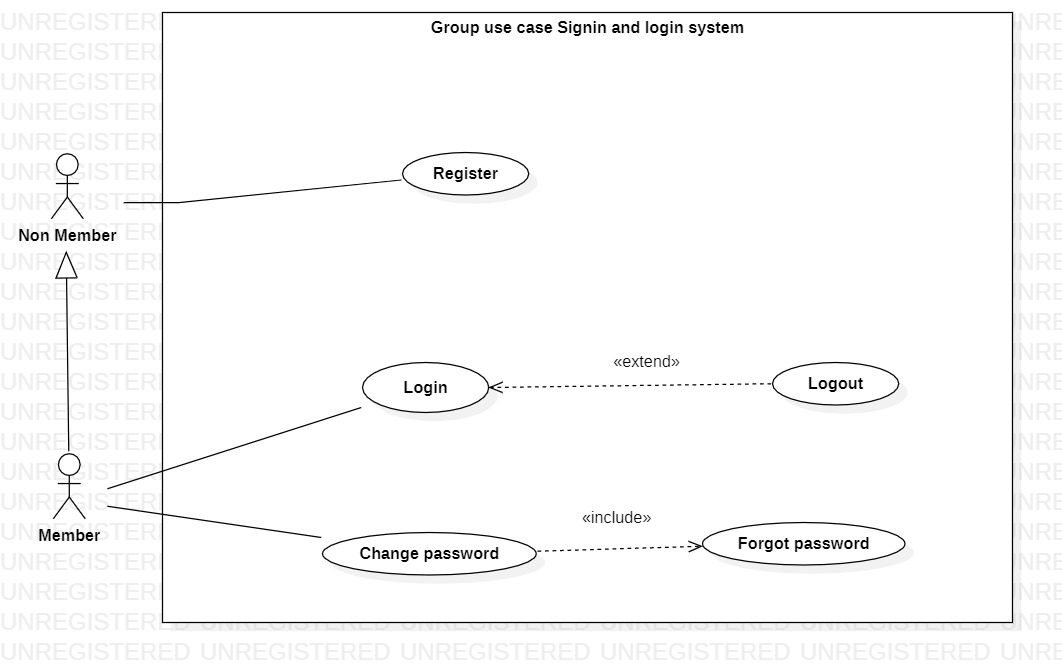 Group use case Signin and login system
Register
Non Member
«extend»
Login
Logout
Member
«include»
Change password
Forgot password
UNREGISTERED UNREGISTERED UNREGISTERED UNREGISTERED UNREGISTERED